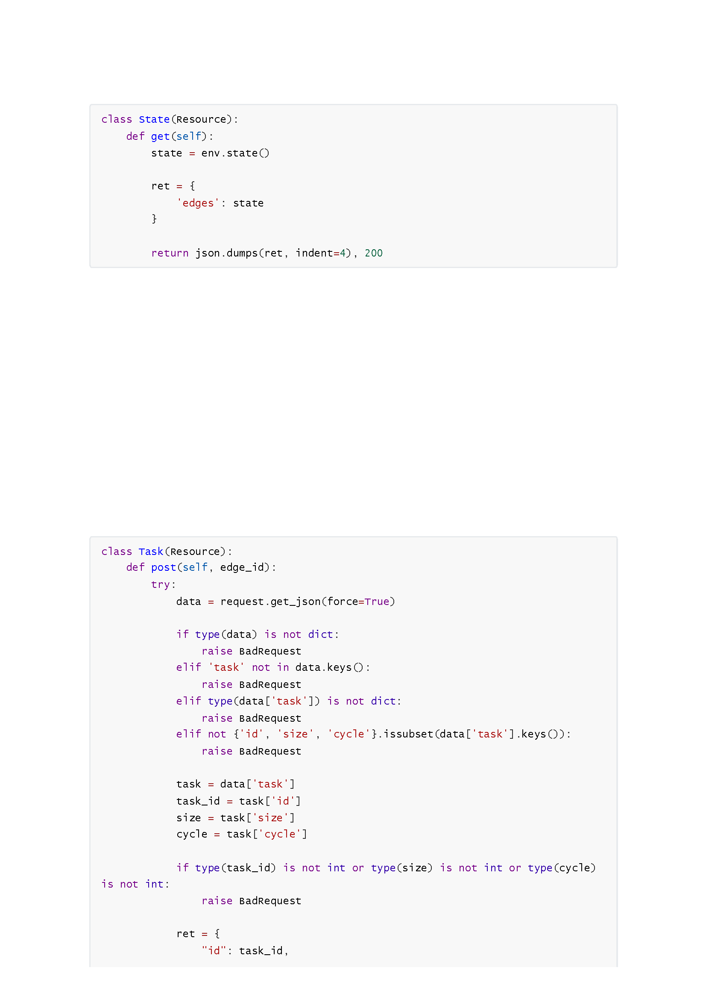 class State(Resource):
    def get(self):
        state = env.state()

        ret = {
            'edges': state
        }

        return json.dumps(ret, indent=4), 200
class Task(Resource):
    def post(self, edge_id):
        try:
            data = request.get_json(force=True)

            if type(data) is not dict:
                raise BadRequest
            elif 'task' not in data.keys():
                raise BadRequest
            elif type(data['task']) is not dict:
                raise BadRequest
            elif not {'id', 'size', 'cycle'}.issubset(data['task'].keys()):
                raise BadRequest

            task = data['task']
            task_id = task['id']
            size = task['size']
            cycle = task['cycle']

            if type(task_id) is not int or type(size) is not int or type(cycle)
is not int:
                raise BadRequest

            ret = {
                "id": task_id,